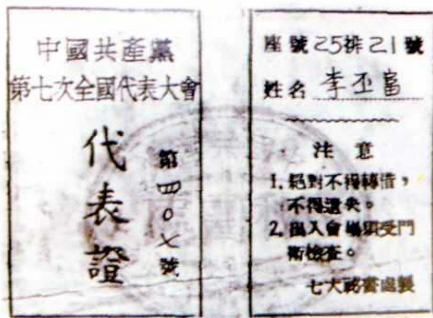 中國共產黨
第七次全國代表大會
代表證
第四〇七號
座號25排21號
姓名 李丕富
注意
1. 絕對不得轉借，
不得遺失。
2. 出入會場須受門
衛檢查。
七大祕書處製